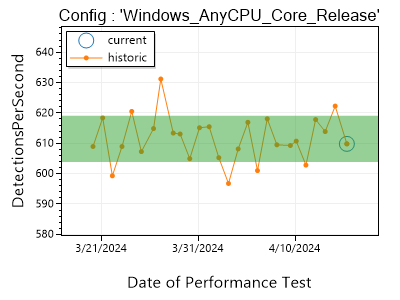 Config : 'Windows_AnyCPU_Core_Release'
current
historic
DetectionsPerSecond
640
630
620
610
600
590
580
3/21/2024
3/31/2024
4/10/2024
Date of Performance Test